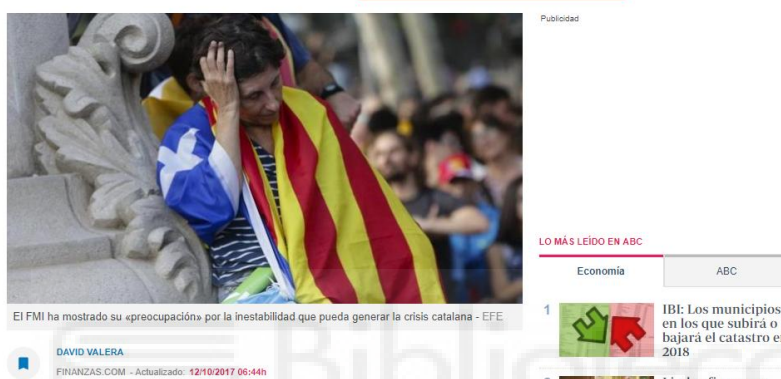 Publicidad
El FMI ha mostrado su «preocupación» por la inestabilidad que pueda generar la crisis catalana - EFE
DAVID VALERA
FINANZAS.COM - Actualizado: 12/10/2017 06:44h
LO MÁS LEÍDO EN ABC
Economía
ABC
1
IBI: Los municipios
en los que subirá o
bajará el catastro e
2018